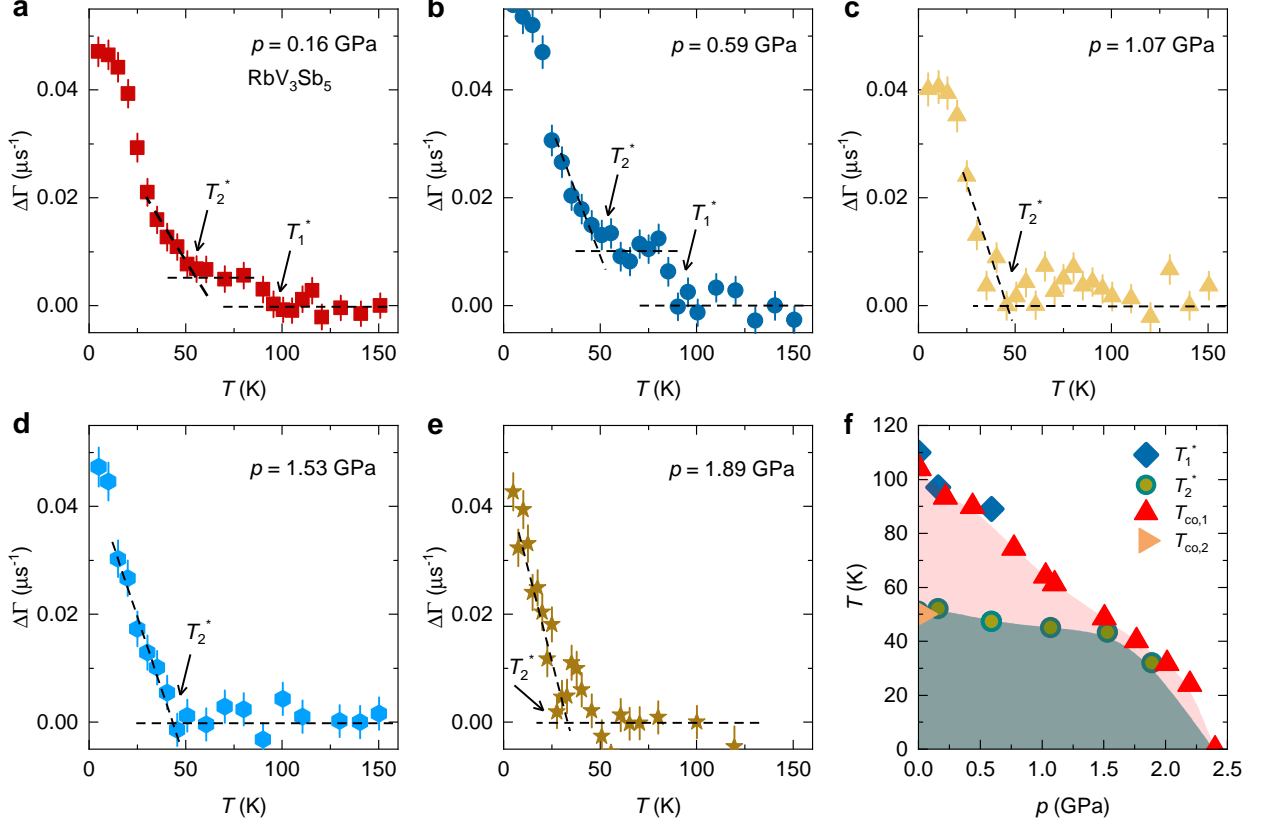 a
p = 0.16 GPa
RbV₃Sb₅
T₂*
T₁*
0.04
0.02
0.00
ΔΓ (μs⁻¹)
0 50 100 150
T (K)
b
p = 0.59 GPa
T₂*
T₁*
0.04
0.02
0.00
ΔΓ (μs⁻¹)
0 50 100 150
T (K)
c
p = 1.07 GPa
T₂*
0.04
0.02
0.00
ΔΓ (μs⁻¹)
0 50 100 150
T (K)
d
p = 1.53 GPa
T₂*
0.04
0.02
0.00
ΔΓ (μs⁻¹)
0 50 100 150
T (K)
e
p = 1.89 GPa
T₂*
0.04
0.02
0.00
ΔΓ (μs⁻¹)
0 50 100 150
T (K)
f
T₁*
T₂*
T_co,1
T_co,2
120
100
80
60
40
20
0
T (K)
0.0 0.5 1.0 1.5 2.0 2.5
p (GPa)